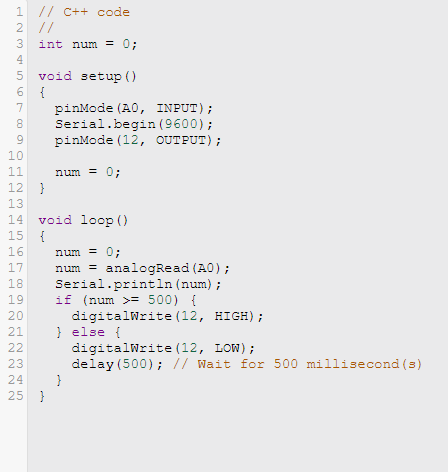 1 // C++ code
2 //
3 int num = 0;
4
5 void setup()
6 {
7   pinMode(A0, INPUT);
8   Serial.begin(9600);
9   pinMode(12, OUTPUT);
10
11   num = 0;
12 }
13
14 void loop()
15 {
16   num = 0;
17   num = analogRead(A0);
18   Serial.println(num);
19   if (num >= 500) {
20     digitalWrite(12, HIGH);
21   } else {
22     digitalWrite(12, LOW);
23     delay(500); // Wait for 500 millisecond(s)
24   }
25 }